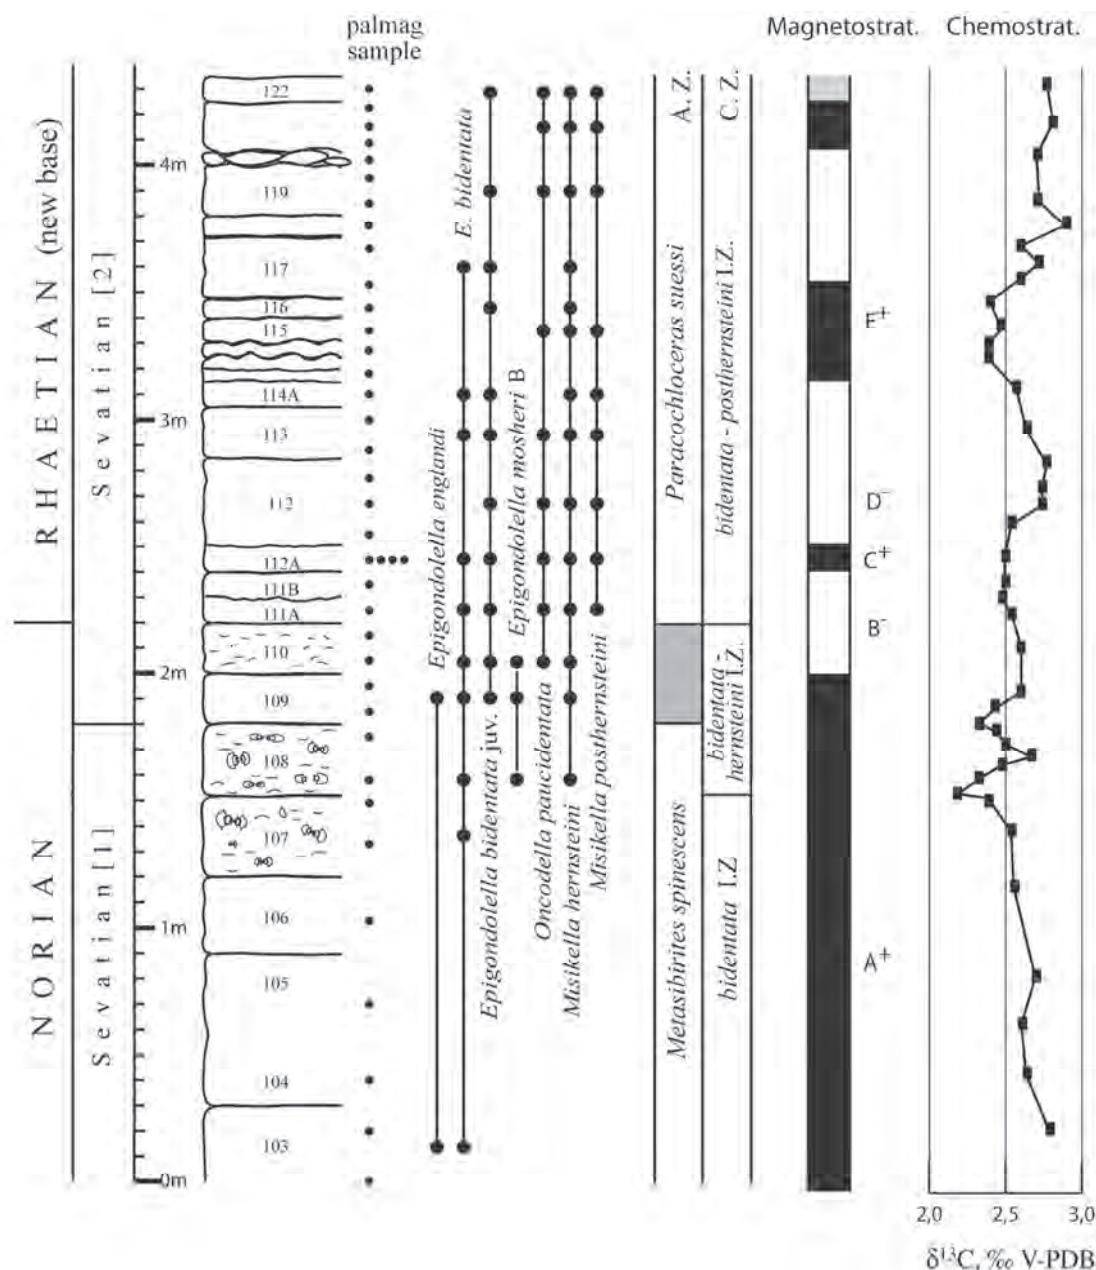 palmag
sample
Magnetostrat.
Chemostrat.
RHAETIAN (new base)
NORIAN
Sevatian [2]
Sevatian [1]
4m
3m
2m
1m
0m
122
119
117
116
115
114A
113
112
112A
111B
111A
110
109
108
107
106
105
104
103
Epigondolella englandi
E. bidentata
Epigondolella bidentata juv.
Epigondolella mosheri B
Oncodella paucidentata
Misikella hernsteini
Misikella posthernsteini
A. Z.
Paracochloceras suessi
Metasibirites spinescens
C. Z.
bidentata - posthernsteini I.Z.
bidentata-
hernsteini I.Z.
bidentata I.Z
E+
D-
C+
B-
A+
2,0
2,5
3,0
δ13C, ‰ V-PDB